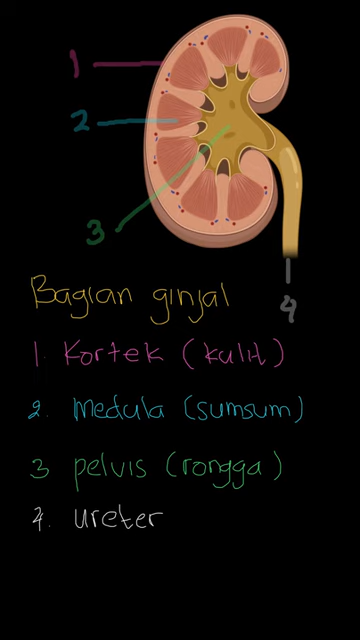 1
2
3
4
Bagian ginjal
1. Kortek (kulit)
2. Medula (sumsum)
3 pelvis (rongga)
4. ureter